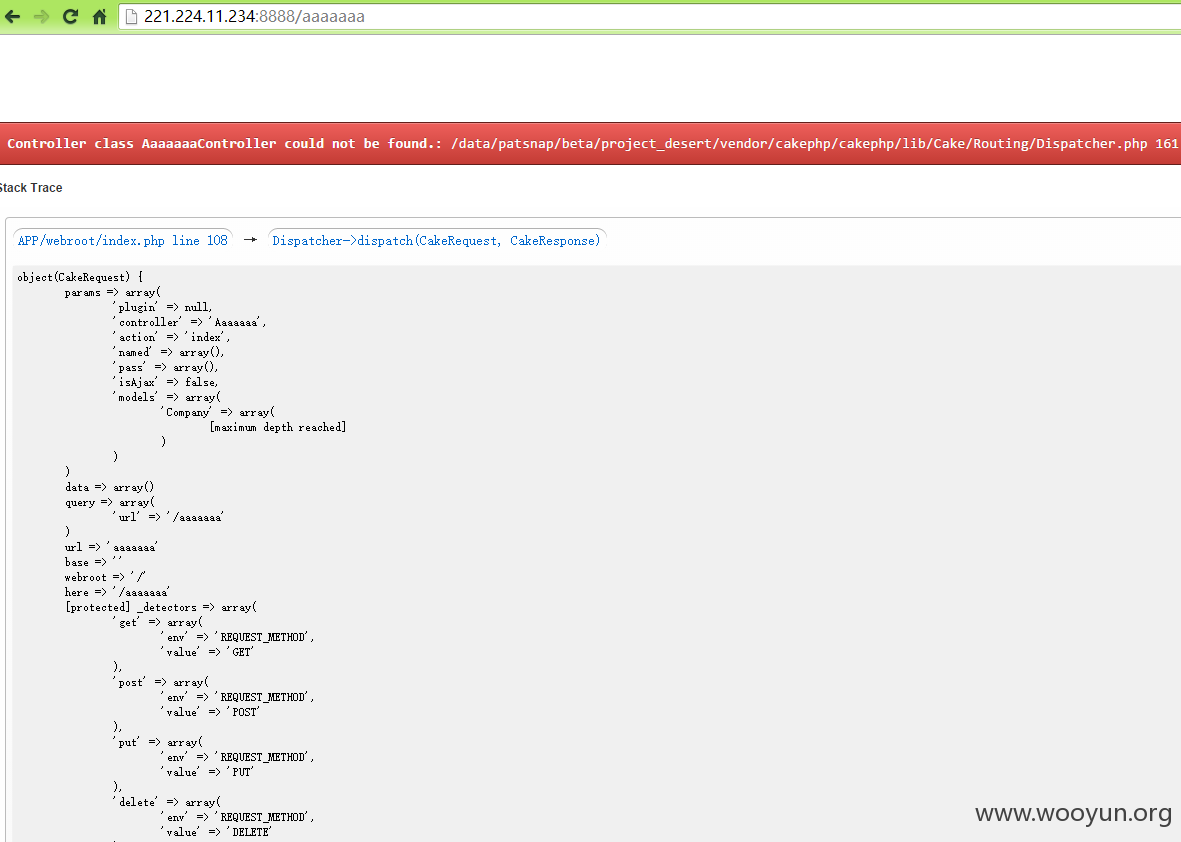 221.224.11.234:8888/aaaaaaa
Controller class AaaaaaaController could not be found.: /data/patsnap/beta/project_desert/vendor/cakephp/cakephp/lib/Cake/Routing/Dispatcher.php 161
Stack Trace
APP/webroot/index.php line 108 → Dispatcher->dispatch(CakeRequest, CakeResponse)
object(CakeRequest) {
params => array(
'plugin' => null,
'controller' => 'Aaaaaaa',
'action' => 'index',
'named' => array(),
'pass' => array(),
'isAjax' => false,
'models' => array(
'Company' => array(
[maximum depth reached]
)
)
)
data => array()
query => array(
'url' => '/aaaaaaa'
)
url => 'aaaaaaa'
base => ''
webroot => '/'
here => '/aaaaaaa'
[protected] _detectors => array(
'get' => array(
'env' => 'REQUEST_METHOD',
'value' => 'GET'
),
'post' => array(
'env' => 'REQUEST_METHOD',
'value' => 'POST'
),
'put' => array(
'env' => 'REQUEST_METHOD',
'value' => 'PUT'
),
'delete' => array(
'env' => 'REQUEST_METHOD',
'value' => 'DELETE'
www.wooyun.org